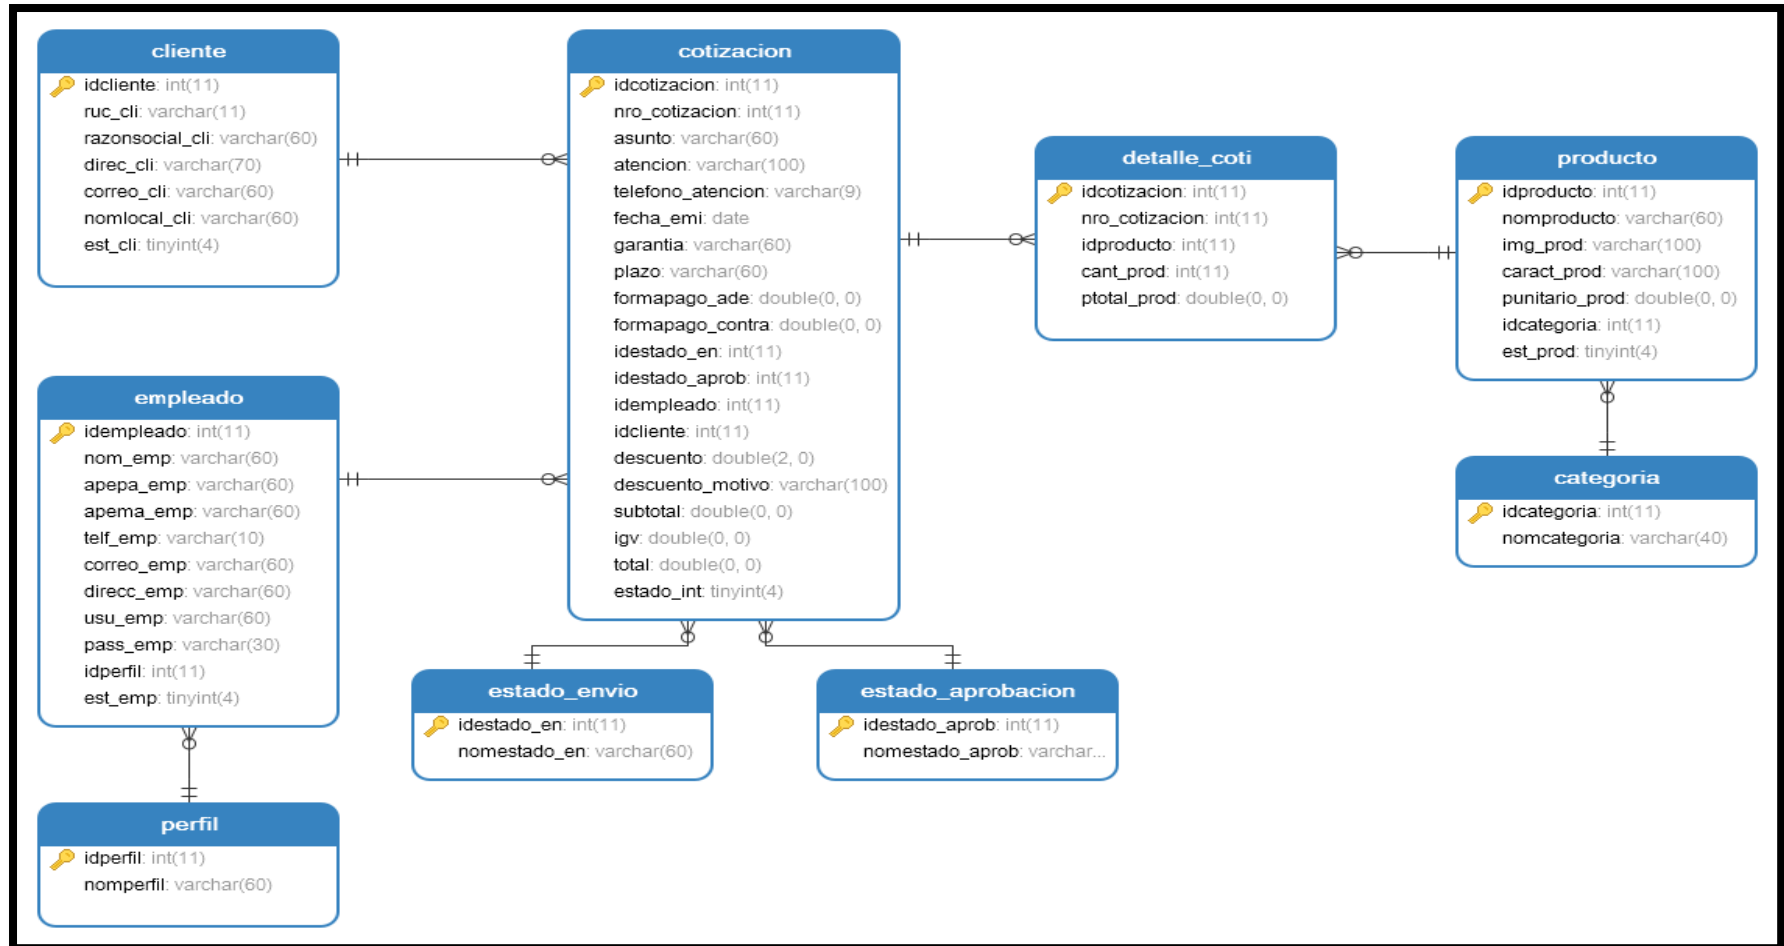 cliente
idcliente: int(11)
ruc_cli: varchar(11)
razonsocial_cli: varchar(60)
direc_cli: varchar(70)
correo_cli: varchar(60)
nomlocal_cli: varchar(60)
est_cli: tinyint(4)
cotizacion
idcotizacion: int(11)
nro_cotizacion: int(11)
asunto: varchar(60)
atencion: varchar(100)
telefono_atencion: varchar(9)
fecha_emi: date
garantia: varchar(60)
plazo: varchar(60)
formapago_ade: double(0, 0)
formapago_contra: double(0, 0)
idestado_en: int(11)
idestado_aprob: int(11)
idempleado: int(11)
idcliente: int(11)
descuento: double(2, 0)
descuento_motivo: varchar(100)
subtotal: double(0, 0)
igv: double(0, 0)
total: double(0, 0)
estado_int: tinyint(4)
detalle_coti
idcotizacion: int(11)
nro_cotizacion: int(11)
idproducto: int(11)
cant_prod: int(11)
ptotal_prod: double(0, 0)
producto
idproducto: int(11)
nomproducto: varchar(60)
img_prod: varchar(100)
caract_prod: varchar(100)
punitario_prod: double(0, 0)
idcategoria: int(11)
est_prod: tinyint(4)
empleado
idempleado: int(11)
nom_emp: varchar(60)
apepa_emp: varchar(60)
apema_emp: varchar(60)
telf_emp: varchar(10)
correo_emp: varchar(60)
direcc_emp: varchar(60)
usu_emp: varchar(60)
pass_emp: varchar(30)
idperfil: int(11)
est_emp: tinyint(4)
categoria
idcategoria: int(11)
nomcategoria: varchar(40)
estado_envio
idestado_en: int(11)
nomestado_en: varchar(60)
estado_aprobacion
idestado_aprob: int(11)
nomestado_aprob: varchar...
perfil
idperfil: int(11)
nomperfil: varchar(60)